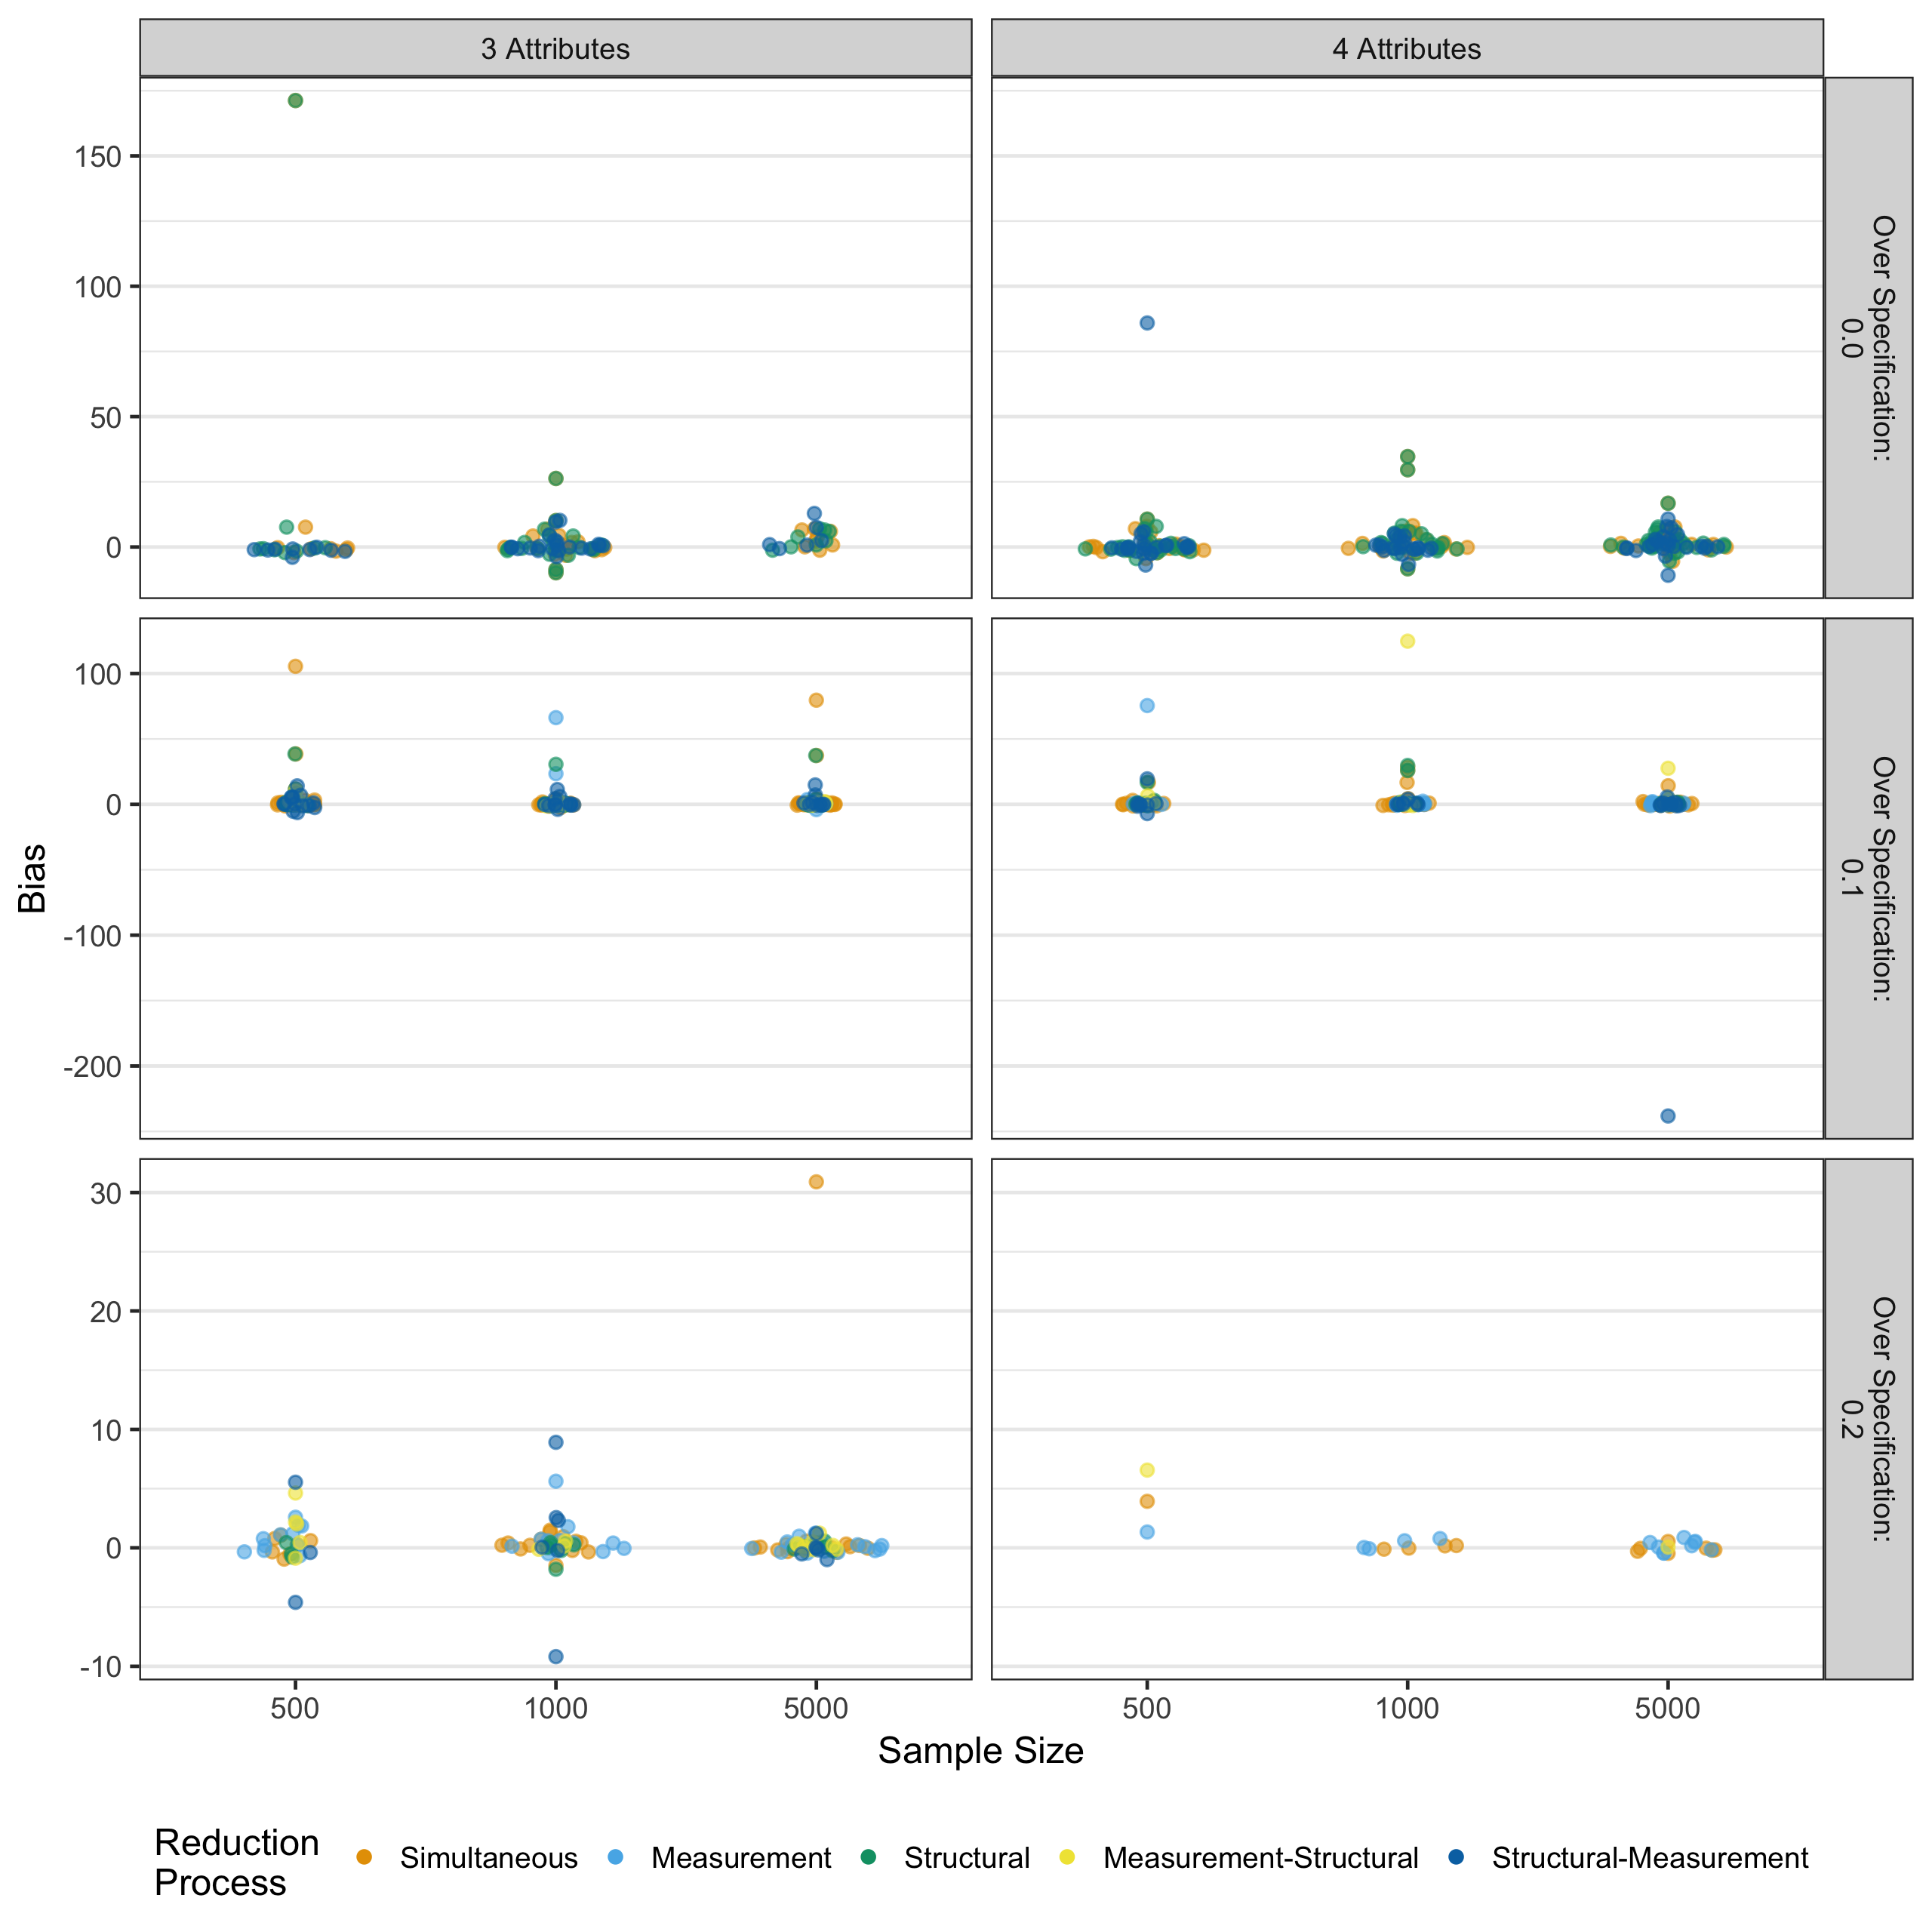 3 Attributes
4 Attributes
150
100
50
0
Over Specification:
0.0
100
0
-100
-200
Over Specification:
0.1
30
20
10
0
-10
Over Specification:
0.2
Bias
500
1000
5000
500
1000
5000
Sample Size
Reduction
Process
Simultaneous
Measurement
Structural
Measurement-Structural
Structural-Measurement